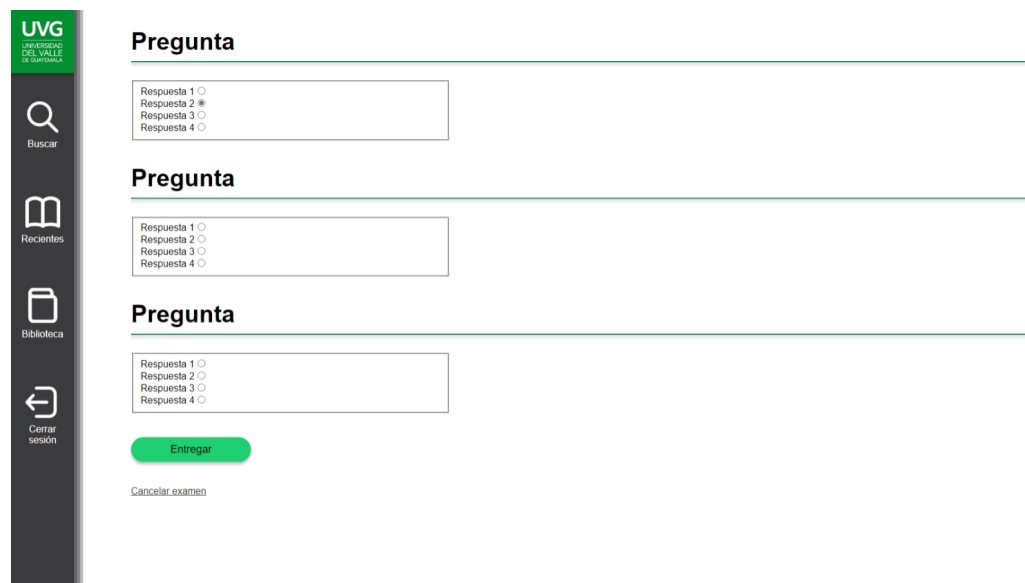 UVG
UNIVERSIDAD
DEL VALLE
DE GUATEMALA
Buscar
Recientes
Biblioteca
Cerrar
sesión
Pregunta
Respuesta 1
Respuesta 2
Respuesta 3
Respuesta 4
Pregunta
Respuesta 1
Respuesta 2
Respuesta 3
Respuesta 4
Pregunta
Respuesta 1
Respuesta 2
Respuesta 3
Respuesta 4
Entregar
Cancelar examen